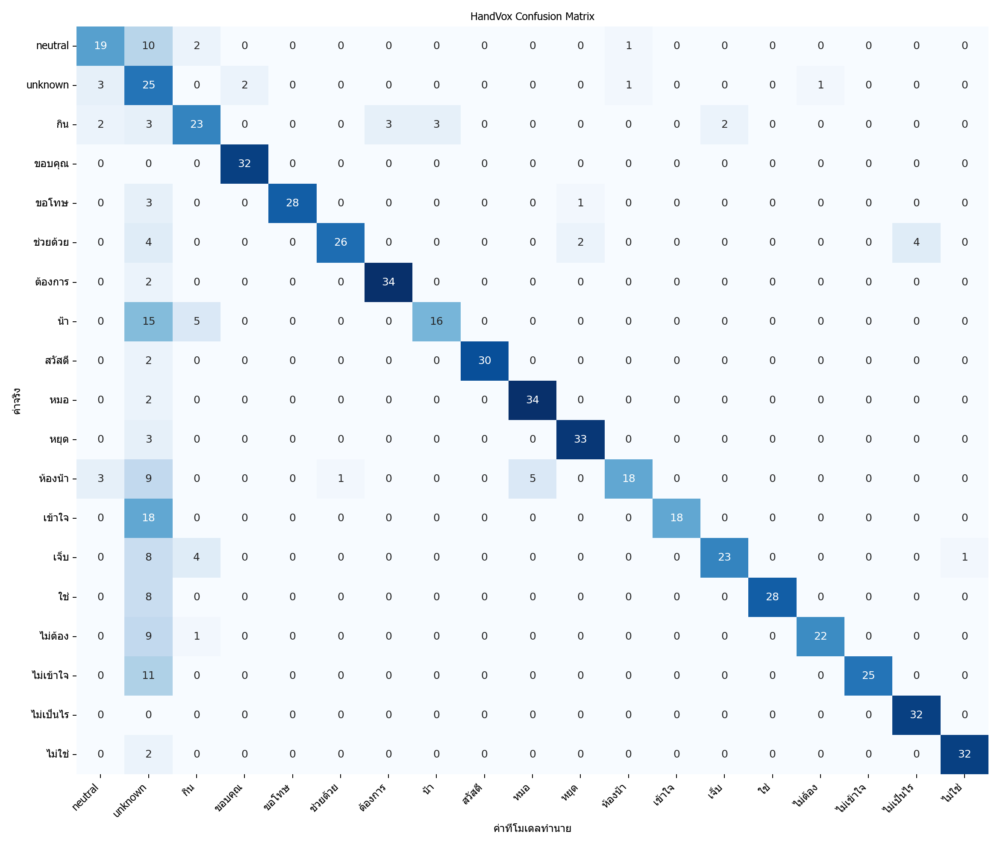 HandVox Confusion Matrix
neutral 19 10 2 0 0 0 0 0 0 0 0 1 0 0 0 0 0 0 0
unknown 3 25 0 2 0 0 0 0 0 0 0 1 0 0 0 1 0 0 0
กิน 2 3 23 0 0 0 3 3 0 0 0 0 0 2 0 0 0 0 0
ขอบคุณ 0 0 0 32 0 0 0 0 0 0 0 0 0 0 0 0 0 0 0
ขอโทษ 0 3 0 0 28 0 0 0 0 0 1 0 0 0 0 0 0 0 0
ช่วยด้วย 0 4 0 0 0 26 0 0 0 0 2 0 0 0 0 0 0 4 0
ต้องการ 0 2 0 0 0 0 34 0 0 0 0 0 0 0 0 0 0 0 0
น้ำ 0 15 5 0 0 0 0 16 0 0 0 0 0 0 0 0 0 0 0
สวัสดี 0 2 0 0 0 0 0 0 30 0 0 0 0 0 0 0 0 0 0
หมอ 0 2 0 0 0 0 0 0 0 34 0 0 0 0 0 0 0 0 0
หยุด 0 3 0 0 0 0 0 0 0 0 33 0 0 0 0 0 0 0 0
ห้องน้ำ 3 9 0 0 0 1 0 0 0 5 0 18 0 0 0 0 0 0 0
เข้าใจ 0 18 0 0 0 0 0 0 0 0 0 0 18 0 0 0 0 0 0
เจ็บ 0 8 4 0 0 0 0 0 0 0 0 0 0 23 0 0 0 0 1
ใช่ 0 8 0 0 0 0 0 0 0 0 0 0 0 0 28 0 0 0 0
ไม่ต้อง 0 9 1 0 0 0 0 0 0 0 0 0 0 0 0 22 0 0 0
ไม่เข้าใจ 0 11 0 0 0 0 0 0 0 0 0 0 0 0 0 0 25 0 0
ไม่เป็นไร 0 0 0 0 0 0 0 0 0 0 0 0 0 0 0 0 0 32 0
ไม่ใช่ 0 2 0 0 0 0 0 0 0 0 0 0 0 0 0 0 0 0 32
neutral unknown กิน ขอบคุณ ขอโทษ ช่วยด้วย ต้องการ น้ำ สวัสดี หมอ หยุด ห้องน้ำ เข้าใจ เจ็บ ใช่ ไม่ต้อง ไม่เข้าใจ ไม่เป็นไร ไม่ใช่
ค่าที่โมเดลทำนาย
ค่าจริง